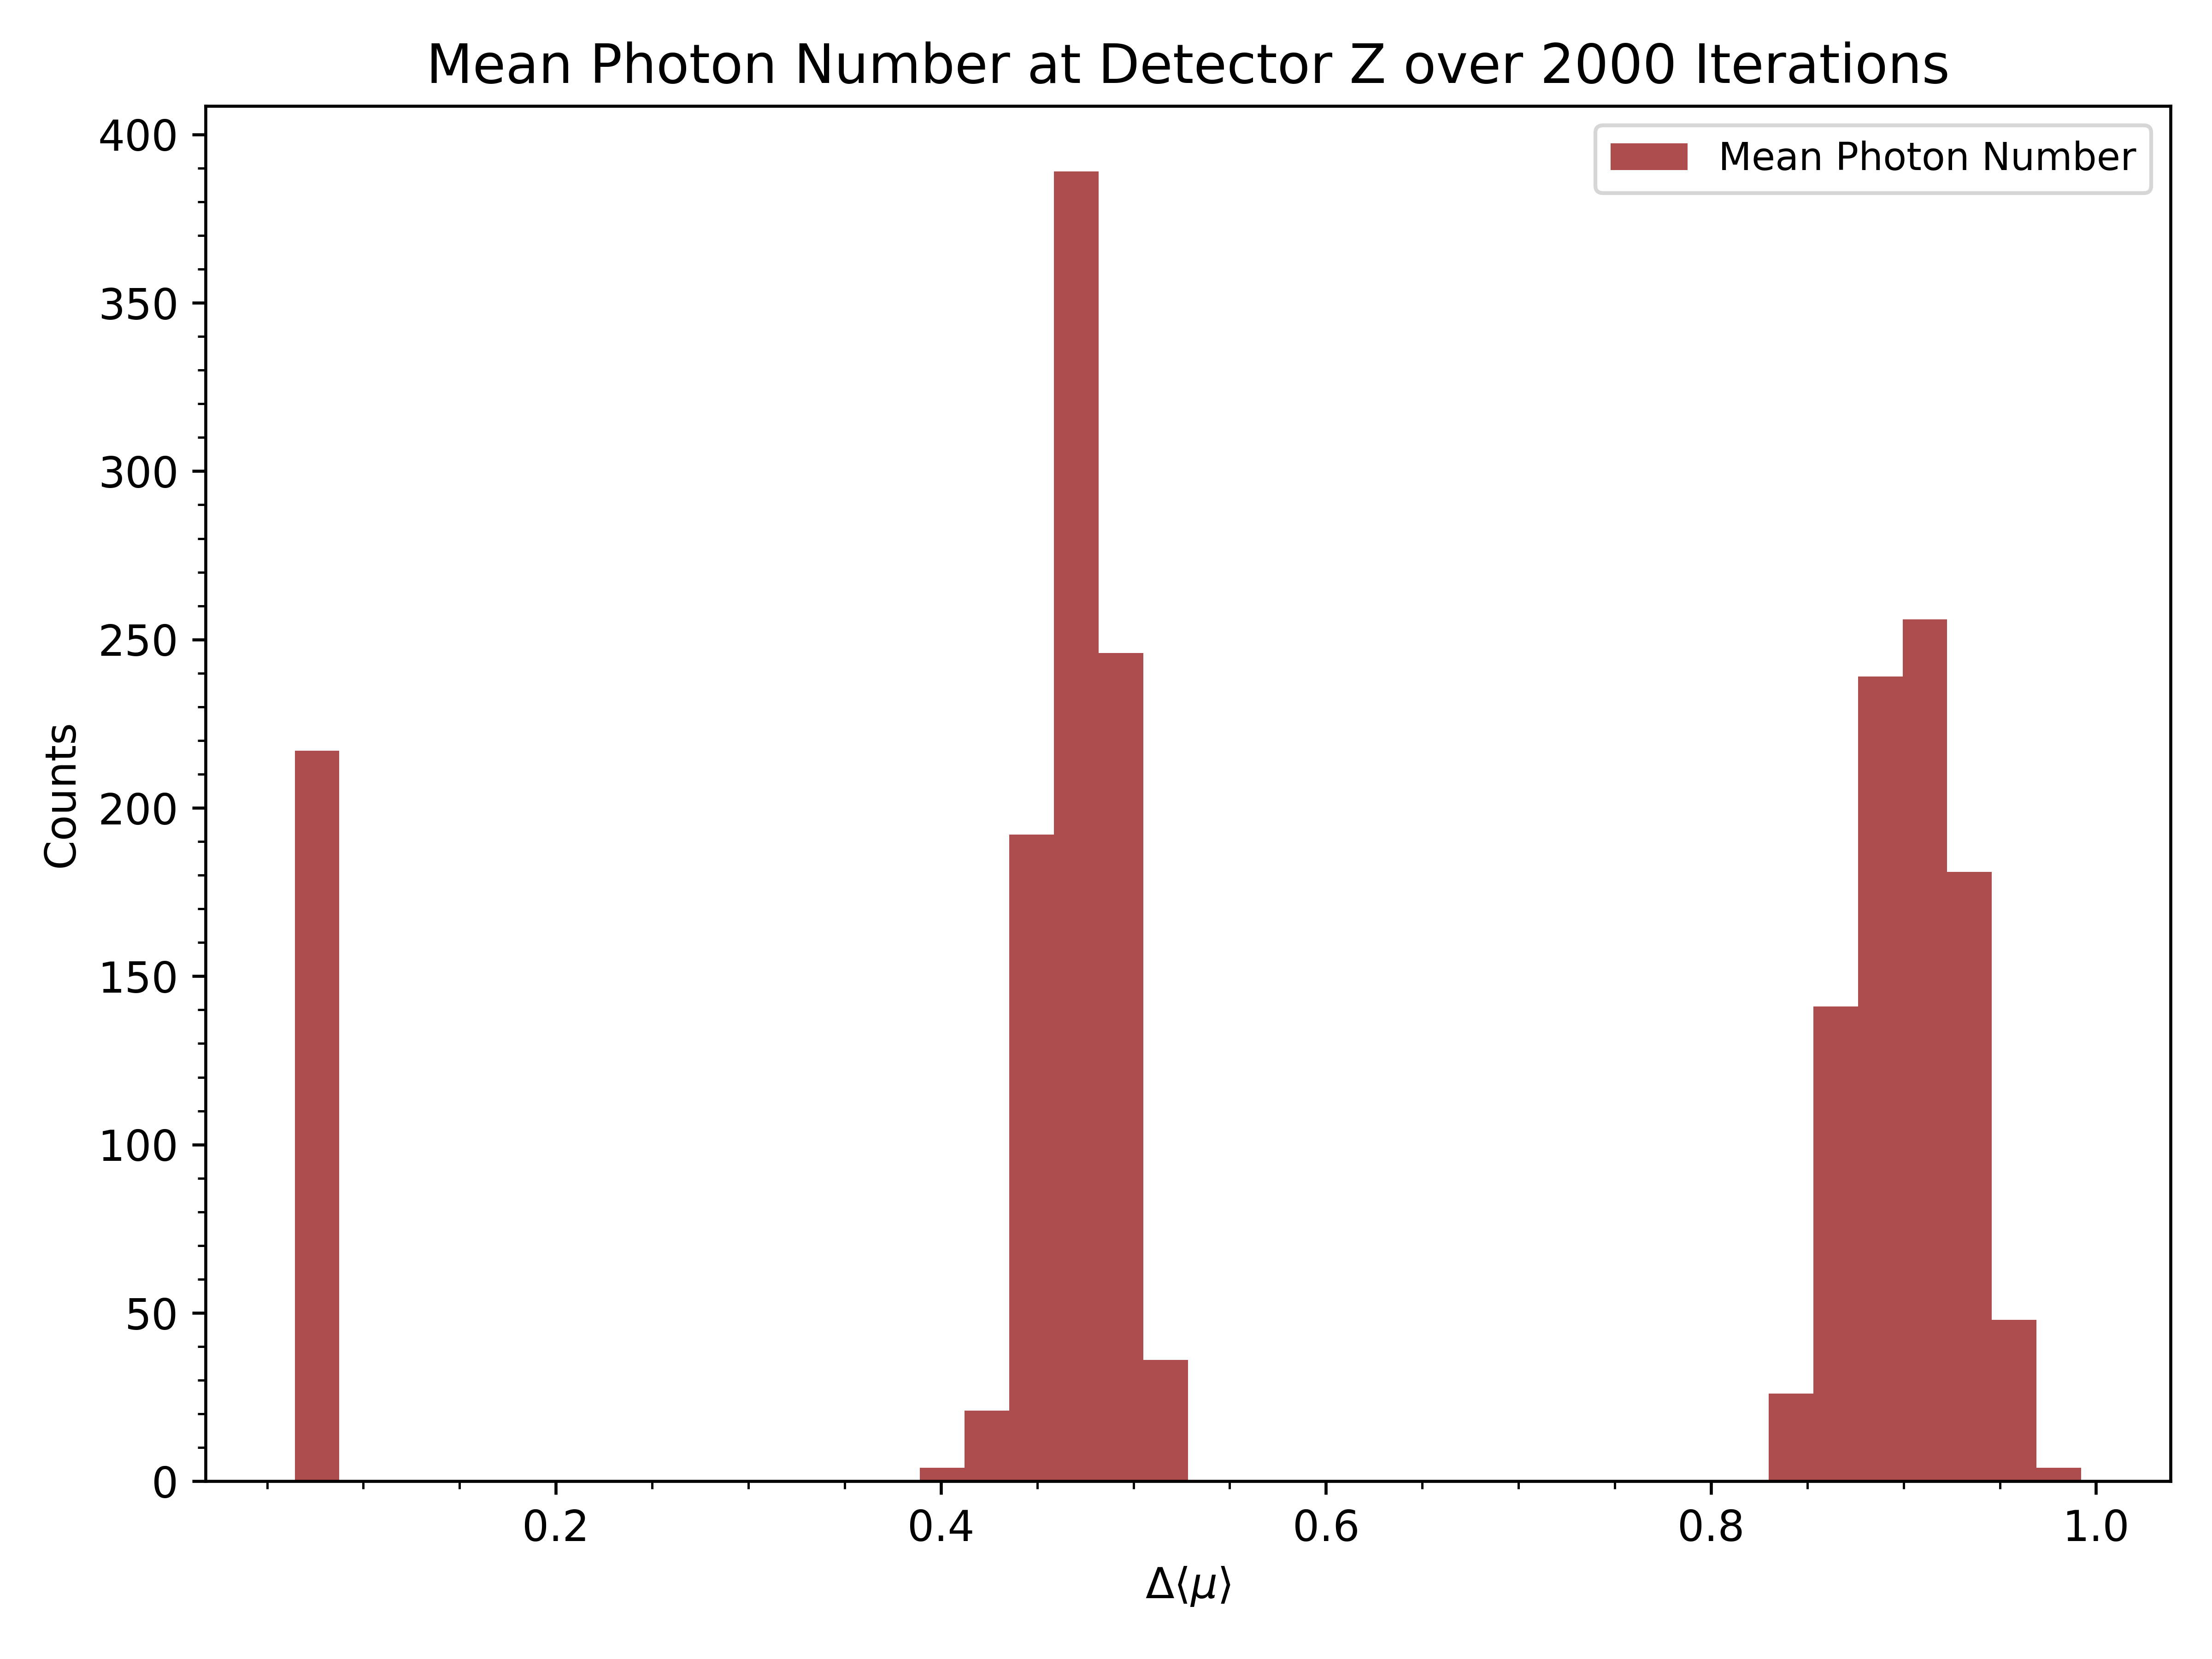 Mean Photon Number at Detector Z over 2000 Iterations
Mean Photon Number
400
350
300
250
200
150
100
50
0
Counts
0.2 0.4 0.6 0.8 1.0
Δ⟨μ⟩